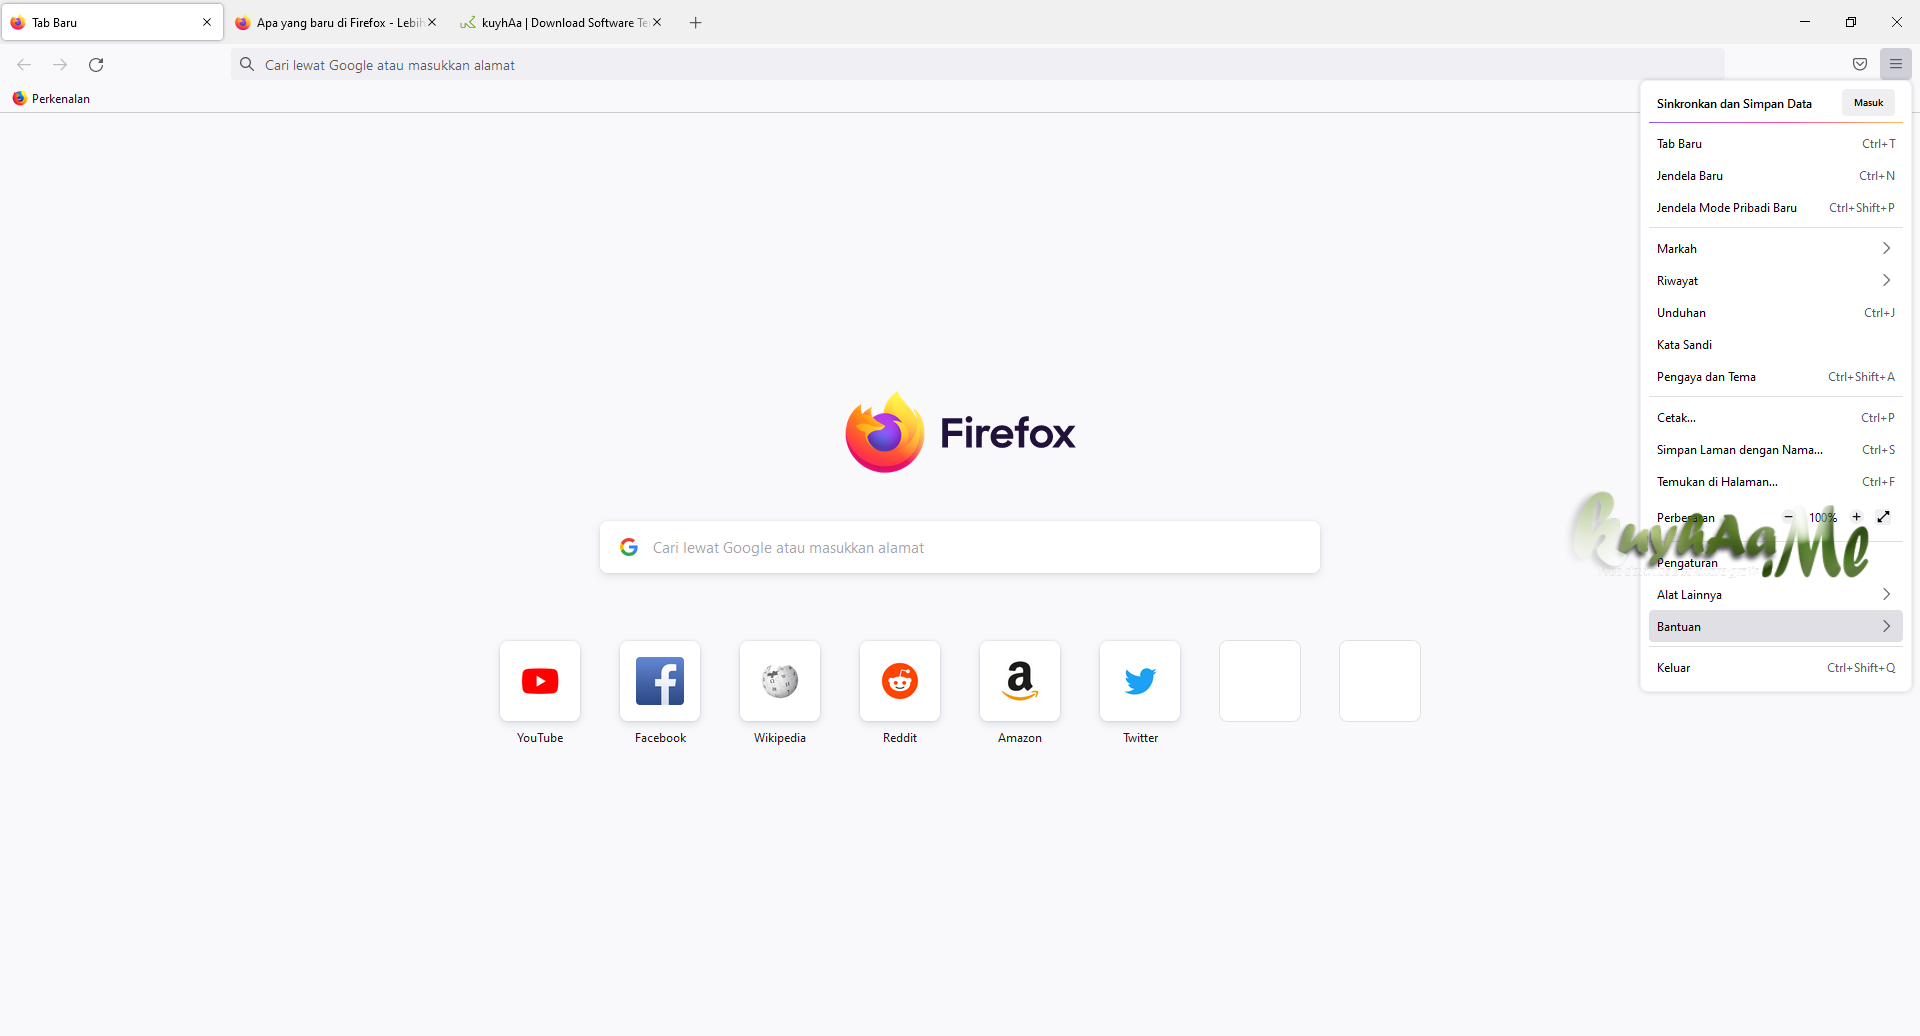 Tab Baru
Apa yang baru di Firefox - Lebih
kuyhAa | Download Software Te
Cari lewat Google atau masukkan alamat
Perkenalan
Sinkronkan dan Simpan Data Masuk
Tab Baru Ctrl+T
Jendela Baru Ctrl+N
Jendela Mode Pribadi Baru Ctrl+Shift+P
Markah
Riwayat
Unduhan Ctrl+J
Kata Sandi
Pengaya dan Tema Ctrl+Shift+A
Cetak... Ctrl+P
Simpan Laman dengan Nama... Ctrl+S
Temukan di Halaman... Ctrl+F
Perbesaran − 100% +
kuyhAa.Me
Pengaturan
Alat Lainnya
Bantuan
Keluar Ctrl+Shift+Q
Firefox
Cari lewat Google atau masukkan alamat
YouTube
Facebook
Wikipedia
Reddit
Amazon
Twitter